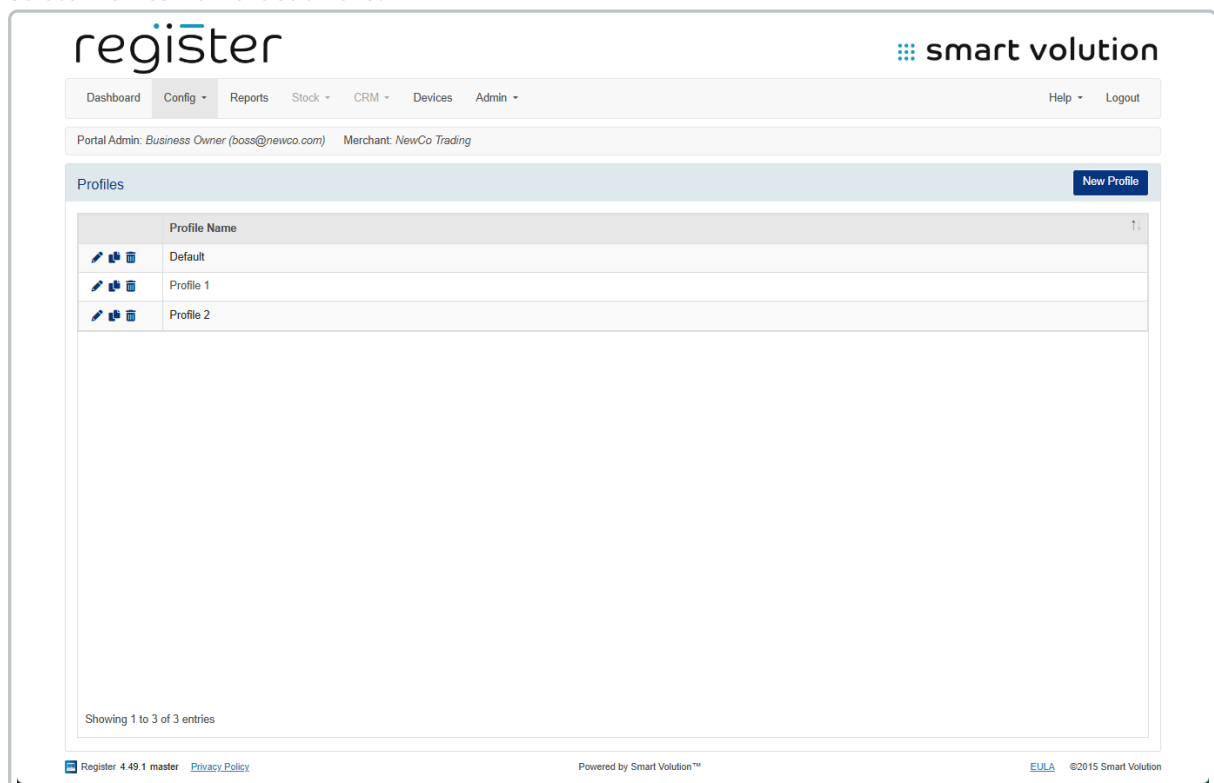 register
smart volution
Dashboard Config Reports Stock CRM Devices Admin Help Logout
Portal Admin: Business Owner (boss@newco.com) Merchant: NewCo Trading
Profiles New Profile
Profile Name
Default
Profile 1
Profile 2
Showing 1 to 3 of 3 entries
Register 4.49.1 master Privacy Policy Powered by Smart Volution™ EULA ©2015 Smart Volution